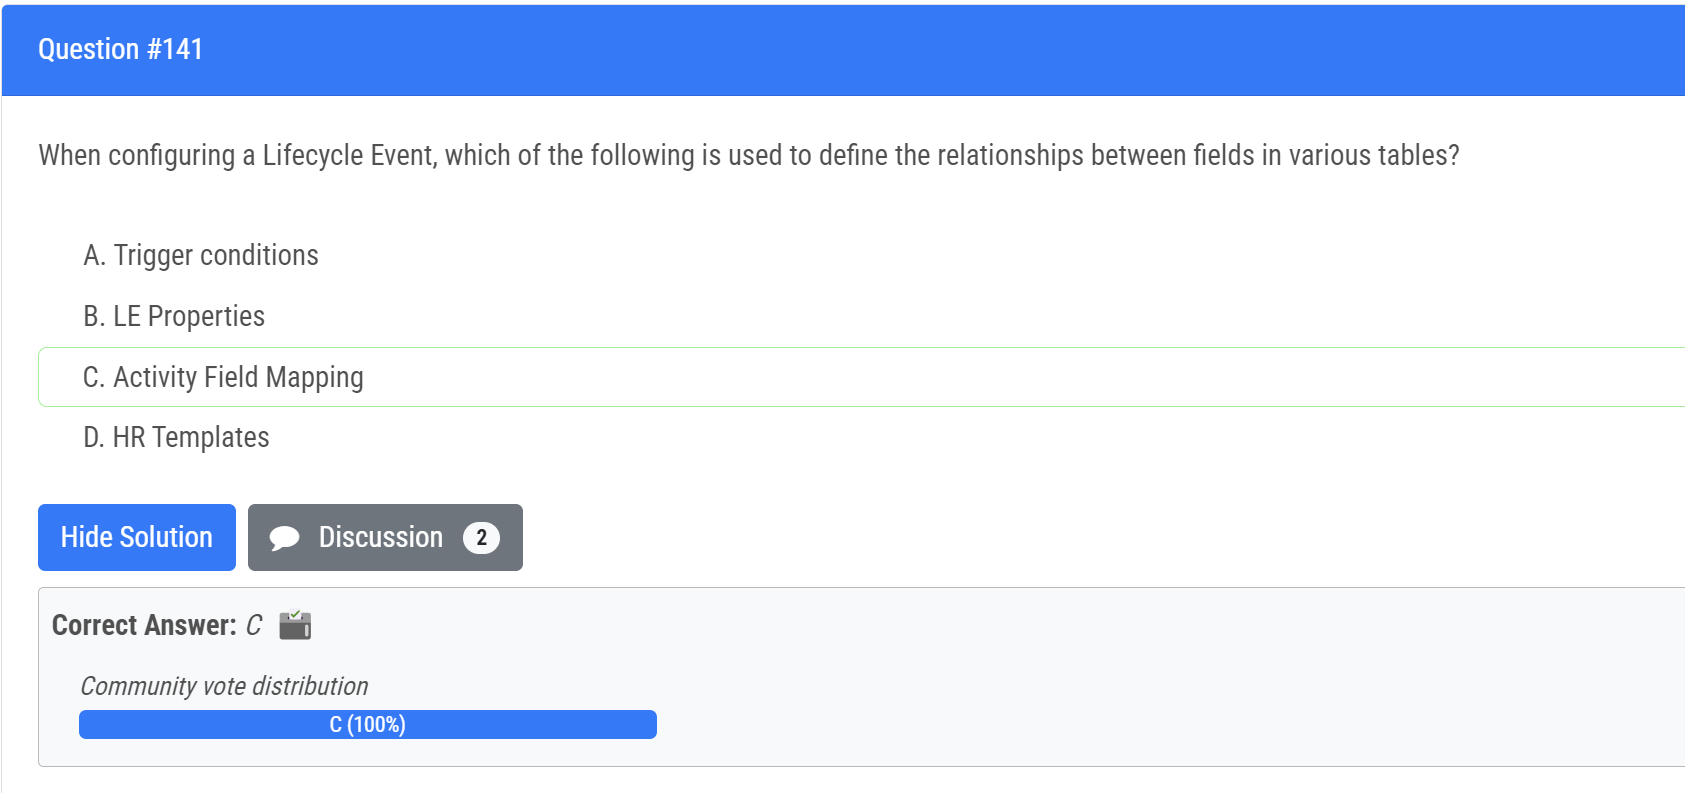 Question #141
When configuring a Lifecycle Event, which of the following is used to define the relationships between fields in various tables?
A. Trigger conditions
B. LE Properties
C. Activity Field Mapping
D. HR Templates
Hide Solution
Discussion 2
Correct Answer: C
Community vote distribution
C (100%)